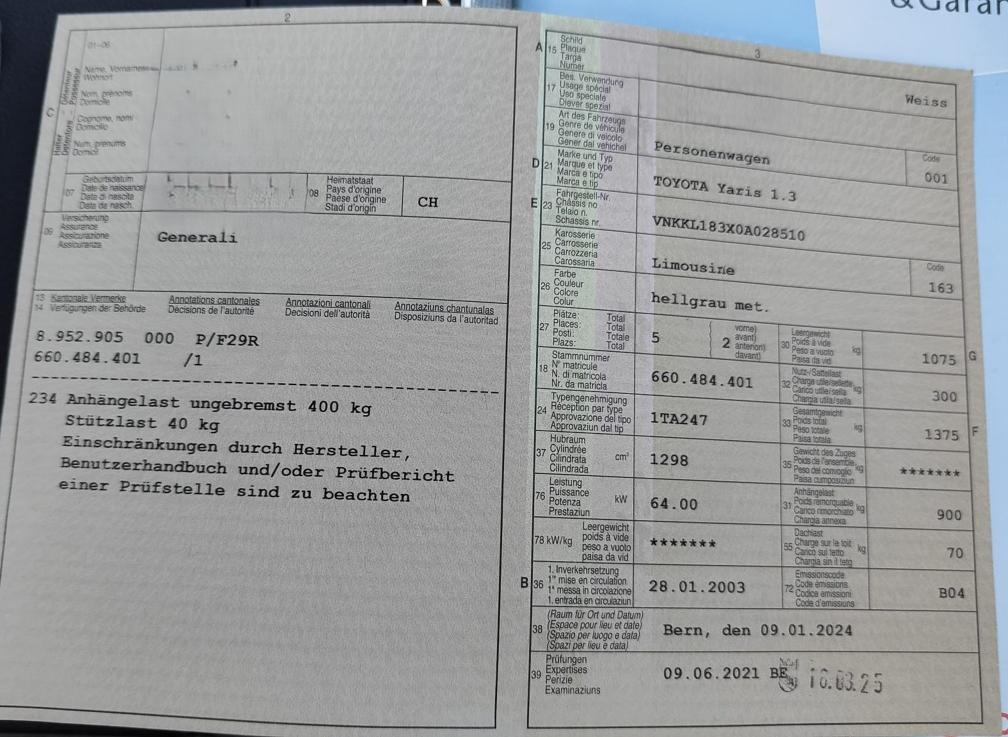 & Garan
2
01-06
C
Halter
Détenteur
Detentore
Possessur
Name, Vornamen
Wohnort
Nom, prénoms
Domicile
Cognome, nomi
Domicilio
Num, prenums
Domicil
07
Geburtsdatum
Date de naissance
Data di nascita
Data da nasch.
08
Heimatstaat
Pays d'origine
Paese d'origine
Stadi d'origin
CH
09
Versicherung
Assurance
Assicurazione
Assicuranza
Generali
13 Kantonale Vermerke
14 Verfügungen der Behörde
Annotations cantonales
Décisions de l'autorité
Annotazioni cantonali
Decisioni dell'autorità
Annotaziuns chantunalas
Disposiziuns da l'autoritad
8.952.905 000 P/F29R
660.484.401 /1
234 Anhängelast ungebremst 400 kg
Stützlast 40 kg
Einschränkungen durch Hersteller,
Benutzerhandbuch und/oder Prüfbericht
einer Prüfstelle sind zu beachten
3
A 15
Schild
Plaque
Targa
Numer
17
Bes. Verwendung
Usage spécial
Uso speciale
Diever spezial
Weiss
19
Art des Fahrzeugs
Genre de véhicule
Genere di veicolo
Gener dal vehichel
Personenwagen
Code
001
D 21
Marke und Typ
Marque et type
Marca e tipo
Marca e tip
TOYOTA Yaris 1.3
E 23
Fahrgestell-Nr.
Châssis no
Telaio n.
Schassis nr.
VNKKL183X0A028510
25
Karosserie
Carrosserie
Carrozzeria
Carossaria
Limousine
Code
163
26
Farbe
Couleur
Colore
Colur
hellgrau met.
27
Plätze: Total
Places: Total
Posti: Totale
Plazs: Total
5
2
vorne)
avant)
anteriori)
davant)
30
Leergewicht
Poids à vide
Peso a vuoto
Paisa da vid
kg
1075
G
18
Stammnummer
N° matricule
N. di matricola
Nr. da matricla
660.484.401
32
Nutz-/Sattellast
Charge utile/sellette
Carico utile/sella
Chargia utila/sella
kg
300
24
Typengenehmigung
Réception par type
Approvazione del tipo
Approvaziun dal tip
1TA247
33
Gesamtgewicht
Poids total
Peso totale
Paisa totala
kg
1375
F
37
Hubraum
Cylindrée
Cilindrata
Cilindrada
cm³
1298
35
Gewicht des Zuges
Poids de l'ensemble
Peso del convoglio
Paisa cumposiziun
kg
*******
76
Leistung
Puissance
Potenza
Prestaziun
kW
64.00
31
Anhängelast
Poids remorquable
Carico rimorchiato
Chargia annexa
kg
900
78 kW/kg
Leergewicht
poids à vide
peso a vuoto
paisa da vid
*******
55
Dachlast
Charge sur le toit
Carico sul tetto
Chargia sin il tetg
kg
70
B 36
1. Inverkehrsetzung
1re mise en circulation
1a messa in circolazione
1. entrada en circulaziun
28.01.2003
72
Emissionscode
Code émissions
Codice emissioni
Code d'emissiuns
B04
38
(Raum für Ort und Datum)
(Espace pour lieu et date)
(Spazio per luogo e data)
(Spazi per lieu e data)
Bern, den 09.01.2024
39
Prüfungen
Expertises
Perizie
Examinaziuns
09.06.2021 BE
10.03.25